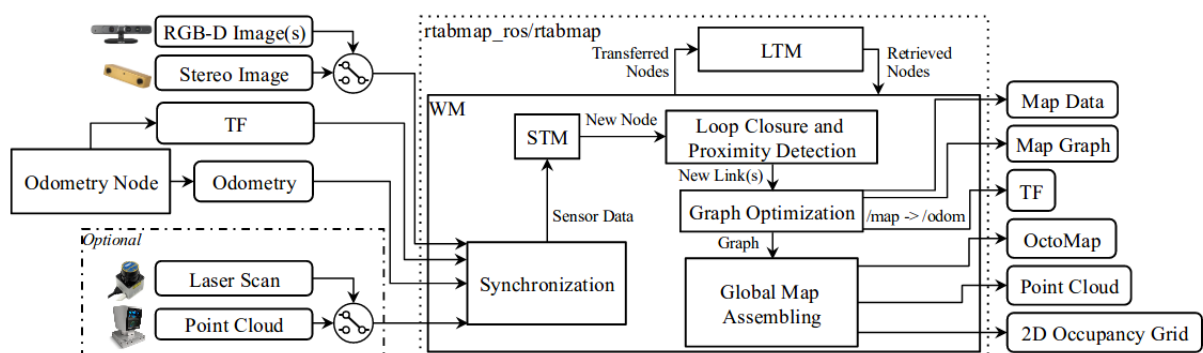 RGB-D Image(s)
Stereo Image
TF
Odometry Node
Odometry
Optional
Laser Scan
Point Cloud
rtabmap_ros/rtabmap
Transferred
Nodes
LTM
Retrieved
Nodes
WM
STM
New Node
Loop Closure and
Proximity Detection
New Link(s)
Sensor Data
Graph Optimization
/map -> /odom
Graph
Synchronization
Global Map
Assembling
Map Data
Map Graph
TF
OctoMap
Point Cloud
2D Occupancy Grid